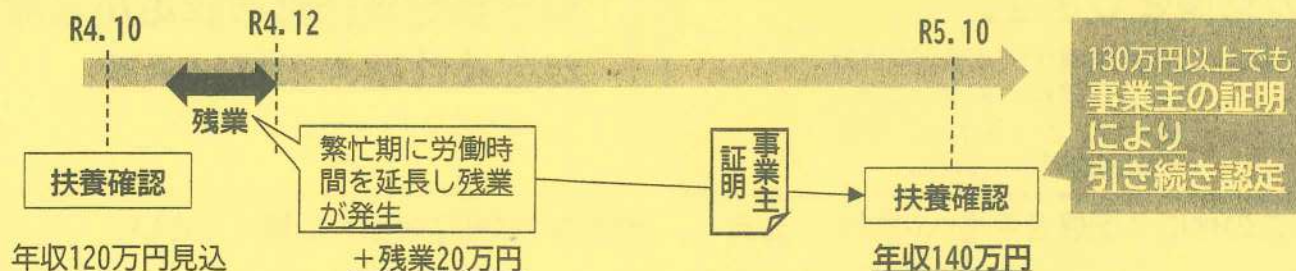 R4.10
R4.12
R5.10
残業
扶養確認
年収120万円見込
繁忙期に労働時
間を延長し残業
が発生
+残業20万円
事業主
証明
扶養確認
年収140万円
130万円以上でも
事業主の証明
により
引き続き認定